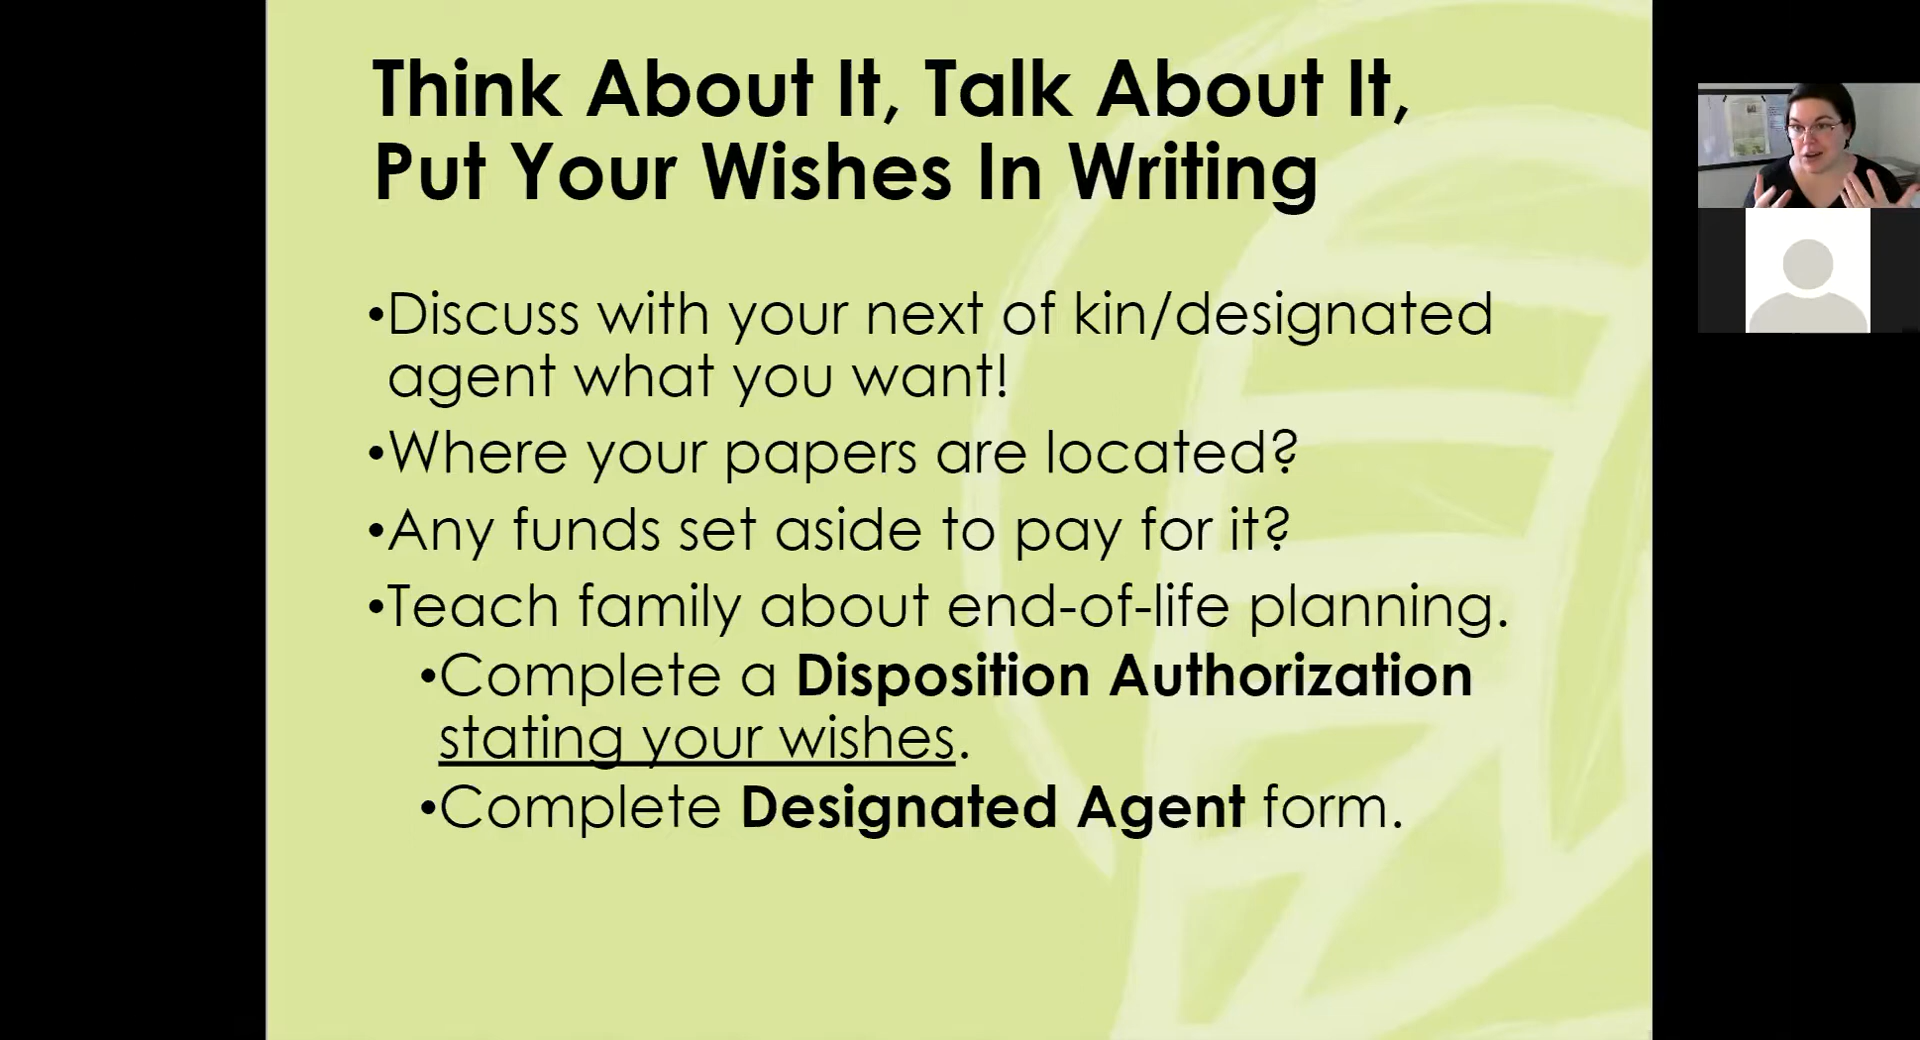 Think About It, Talk About It,
Put Your Wishes In Writing
•Discuss with your next of kin/designated
agent what you want!
•Where your papers are located?
•Any funds set aside to pay for it?
•Teach family about end-of-life planning.
•Complete a Disposition Authorization
stating your wishes.
•Complete Designated Agent form.